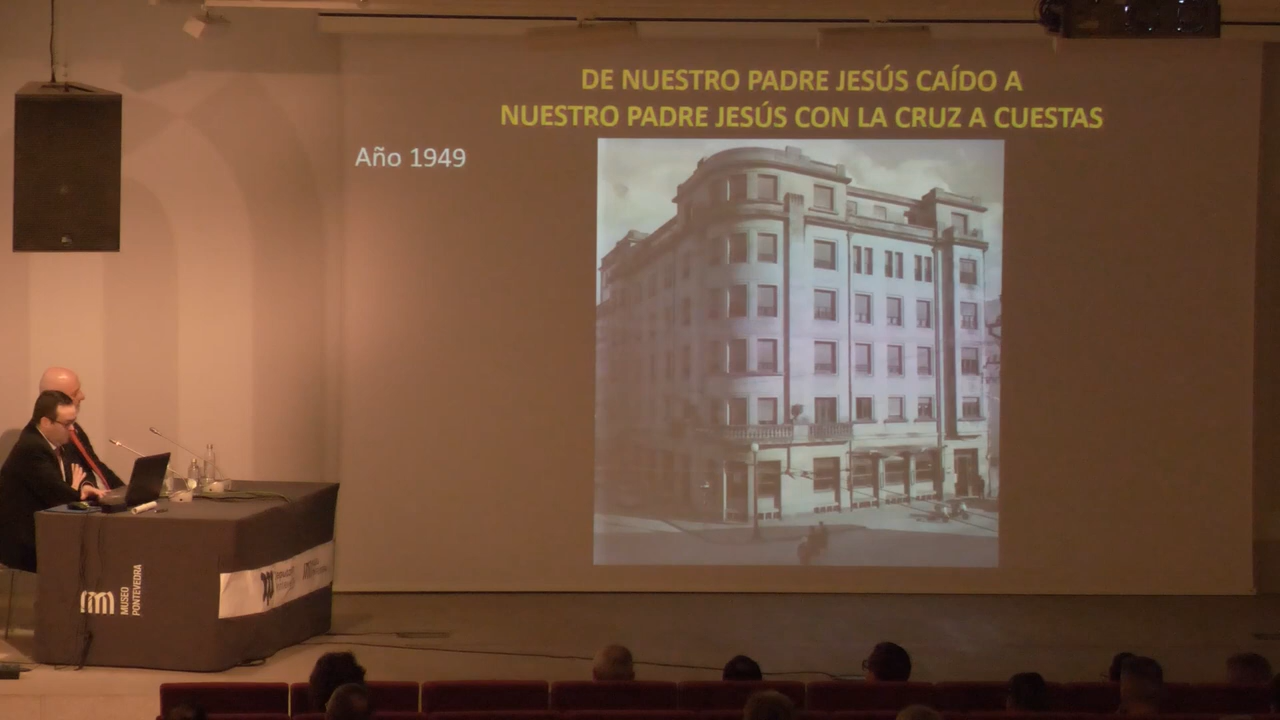 DE NUESTRO PADRE JESÚS CAÍDO A
NUESTRO PADRE JESÚS CON LA CRUZ A CUESTAS
Año 1949
MUSEO
PONTEVEDRA